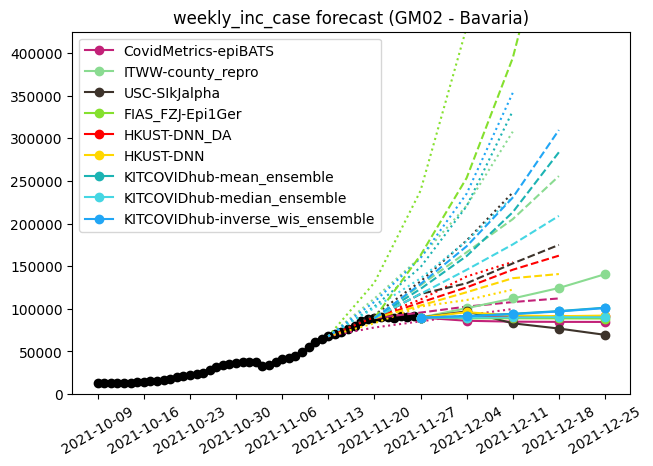 weekly_inc_case forecast (GM02 - Bavaria)
400000
350000
300000
250000
200000
150000
100000
50000
0
CovidMetrics-epiBATS
ITWW-county_repro
USC-SIkJalpha
FIAS_FZJ-Epi1Ger
HKUST-DNN_DA
HKUST-DNN
KITCOVIDhub-mean_ensemble
KITCOVIDhub-median_ensemble
KITCOVIDhub-inverse_wis_ensemble
2021-10-09
2021-10-16
2021-10-23
2021-10-30
2021-11-06
2021-11-13
2021-11-20
2021-11-27
2021-12-04
2021-12-11
2021-12-18
2021-12-25